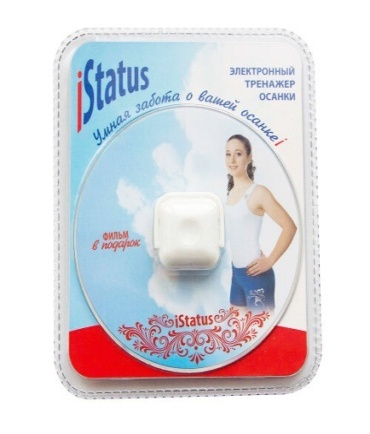 iStatus
Умная забота о вашей осанке i
ЭЛЕКТРОННЫЙ
ТРЕНАЖЕР
ОСАНКИ
ФИЛЬМ
в подарок
iStatus